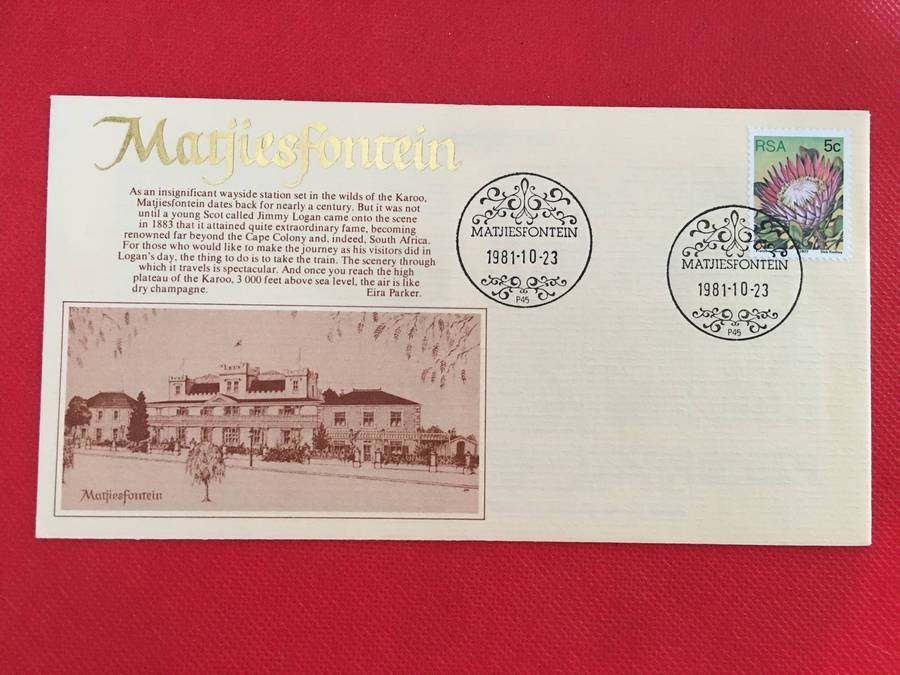 Matjiesfontein
As an insignificant wayside station set in the wilds of the Karoo,
Matjiesfontein dates back for nearly a century. But it was not
until a young Scot called Jimmy Logan came onto the scene
in 1883 that it attained quite extraordinary fame, becoming
renowned far beyond the Cape Colony and, indeed, South Africa.
For those who would like to make the journey as his visitors did in
Logan's day, the thing to do is to take the train. The scenery through
which it travels is spectacular. And once you reach the high
plateau of the Karoo, 3 000 feet above sea level, the air is like
dry champagne. Eira Parker.
Matjiesfontein
MATJIESFONTEIN
1981-10-23
P45
RSA 5c
MATJIESFONTEIN
1981-10-23
P45